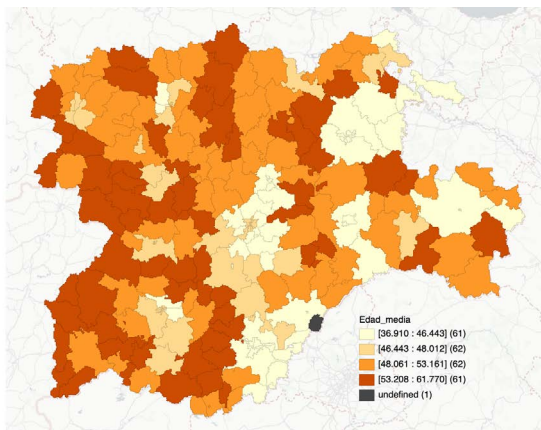 Edad_media
[36.910 : 46.443] (61)
[46.443 : 48.012] (62)
[48.061 : 53.161] (62)
[53.208 : 61.770] (61)
undefined (1)